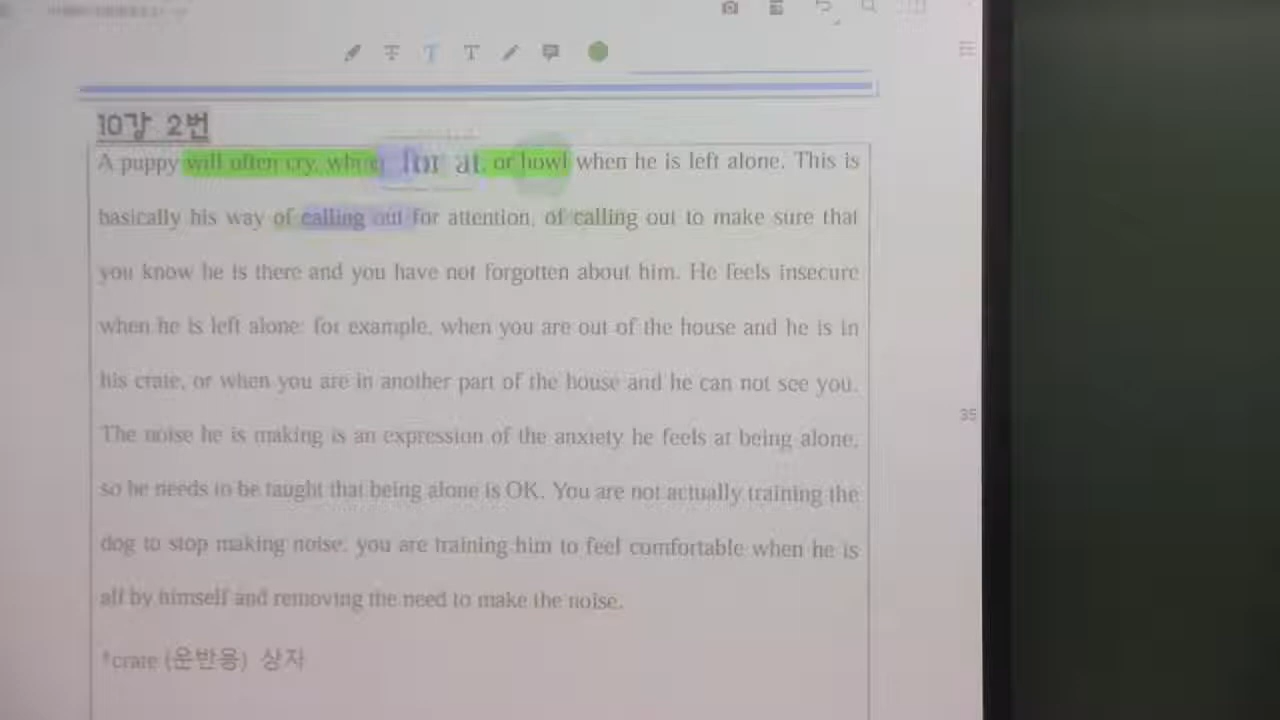 10강 2번
A puppy will often cry, whine for at, or howl when he is left alone. This is
basically his way of calling out for attention, of calling out to make sure that
you know he is there and you have not forgotten about him. He feels insecure
when he is left alone: for example, when you are out of the house and he is in
his crate, or when you are in another part of the house and he can not see you.
The noise he is making is an expression of the anxiety he feels at being alone,
so he needs to be taught that being alone is OK. You are not actually training the
dog to stop making noise, you are training him to feel comfortable when he is
all by himself and removing the need to make the noise.
*crate (운반용) 상자
35